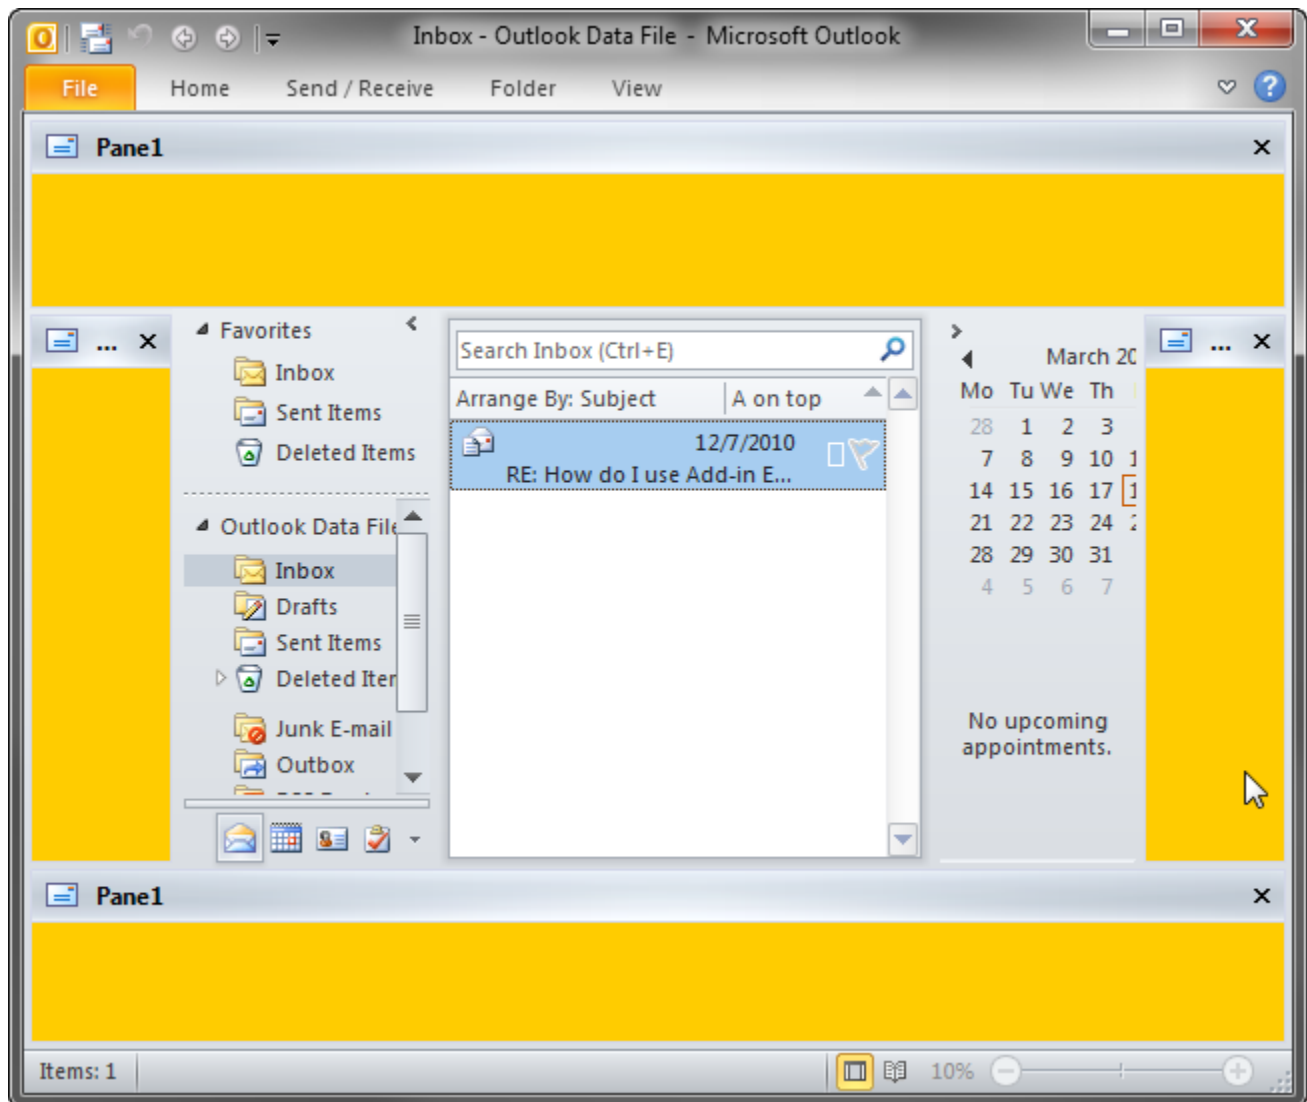 Inbox - Outlook Data File - Microsoft Outlook
File Home Send / Receive Folder View
Pane1
...
Favorites
Inbox
Sent Items
Deleted Items
Outlook Data File
Inbox
Drafts
Sent Items
Deleted Iter
Junk E-mail
Outbox
Search Inbox (Ctrl+E)
Arrange By: Subject A on top
12/7/2010
RE: How do I use Add-in E...
March 20
Mo Tu We Th
28 1 2 3
7 8 9 10 1
14 15 16 17 1
21 22 23 24 2
28 29 30 31
4 5 6 7
No upcoming
appointments.
...
Pane1
Items: 1 10%